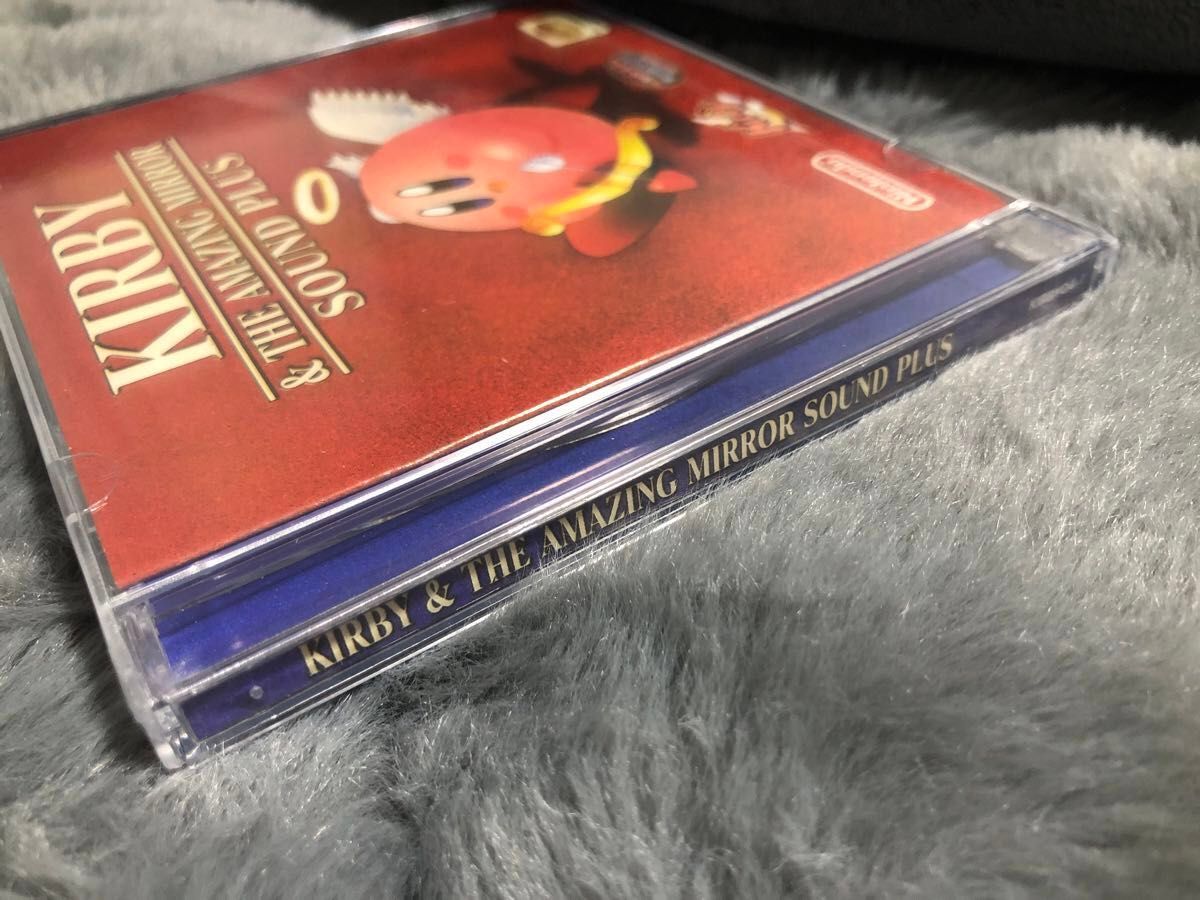 KIRBY
& THE AMAZING MIRROR
SOUND PLUS
Nintendo
KIRBY & THE AMAZING MIRROR SOUND PLUS